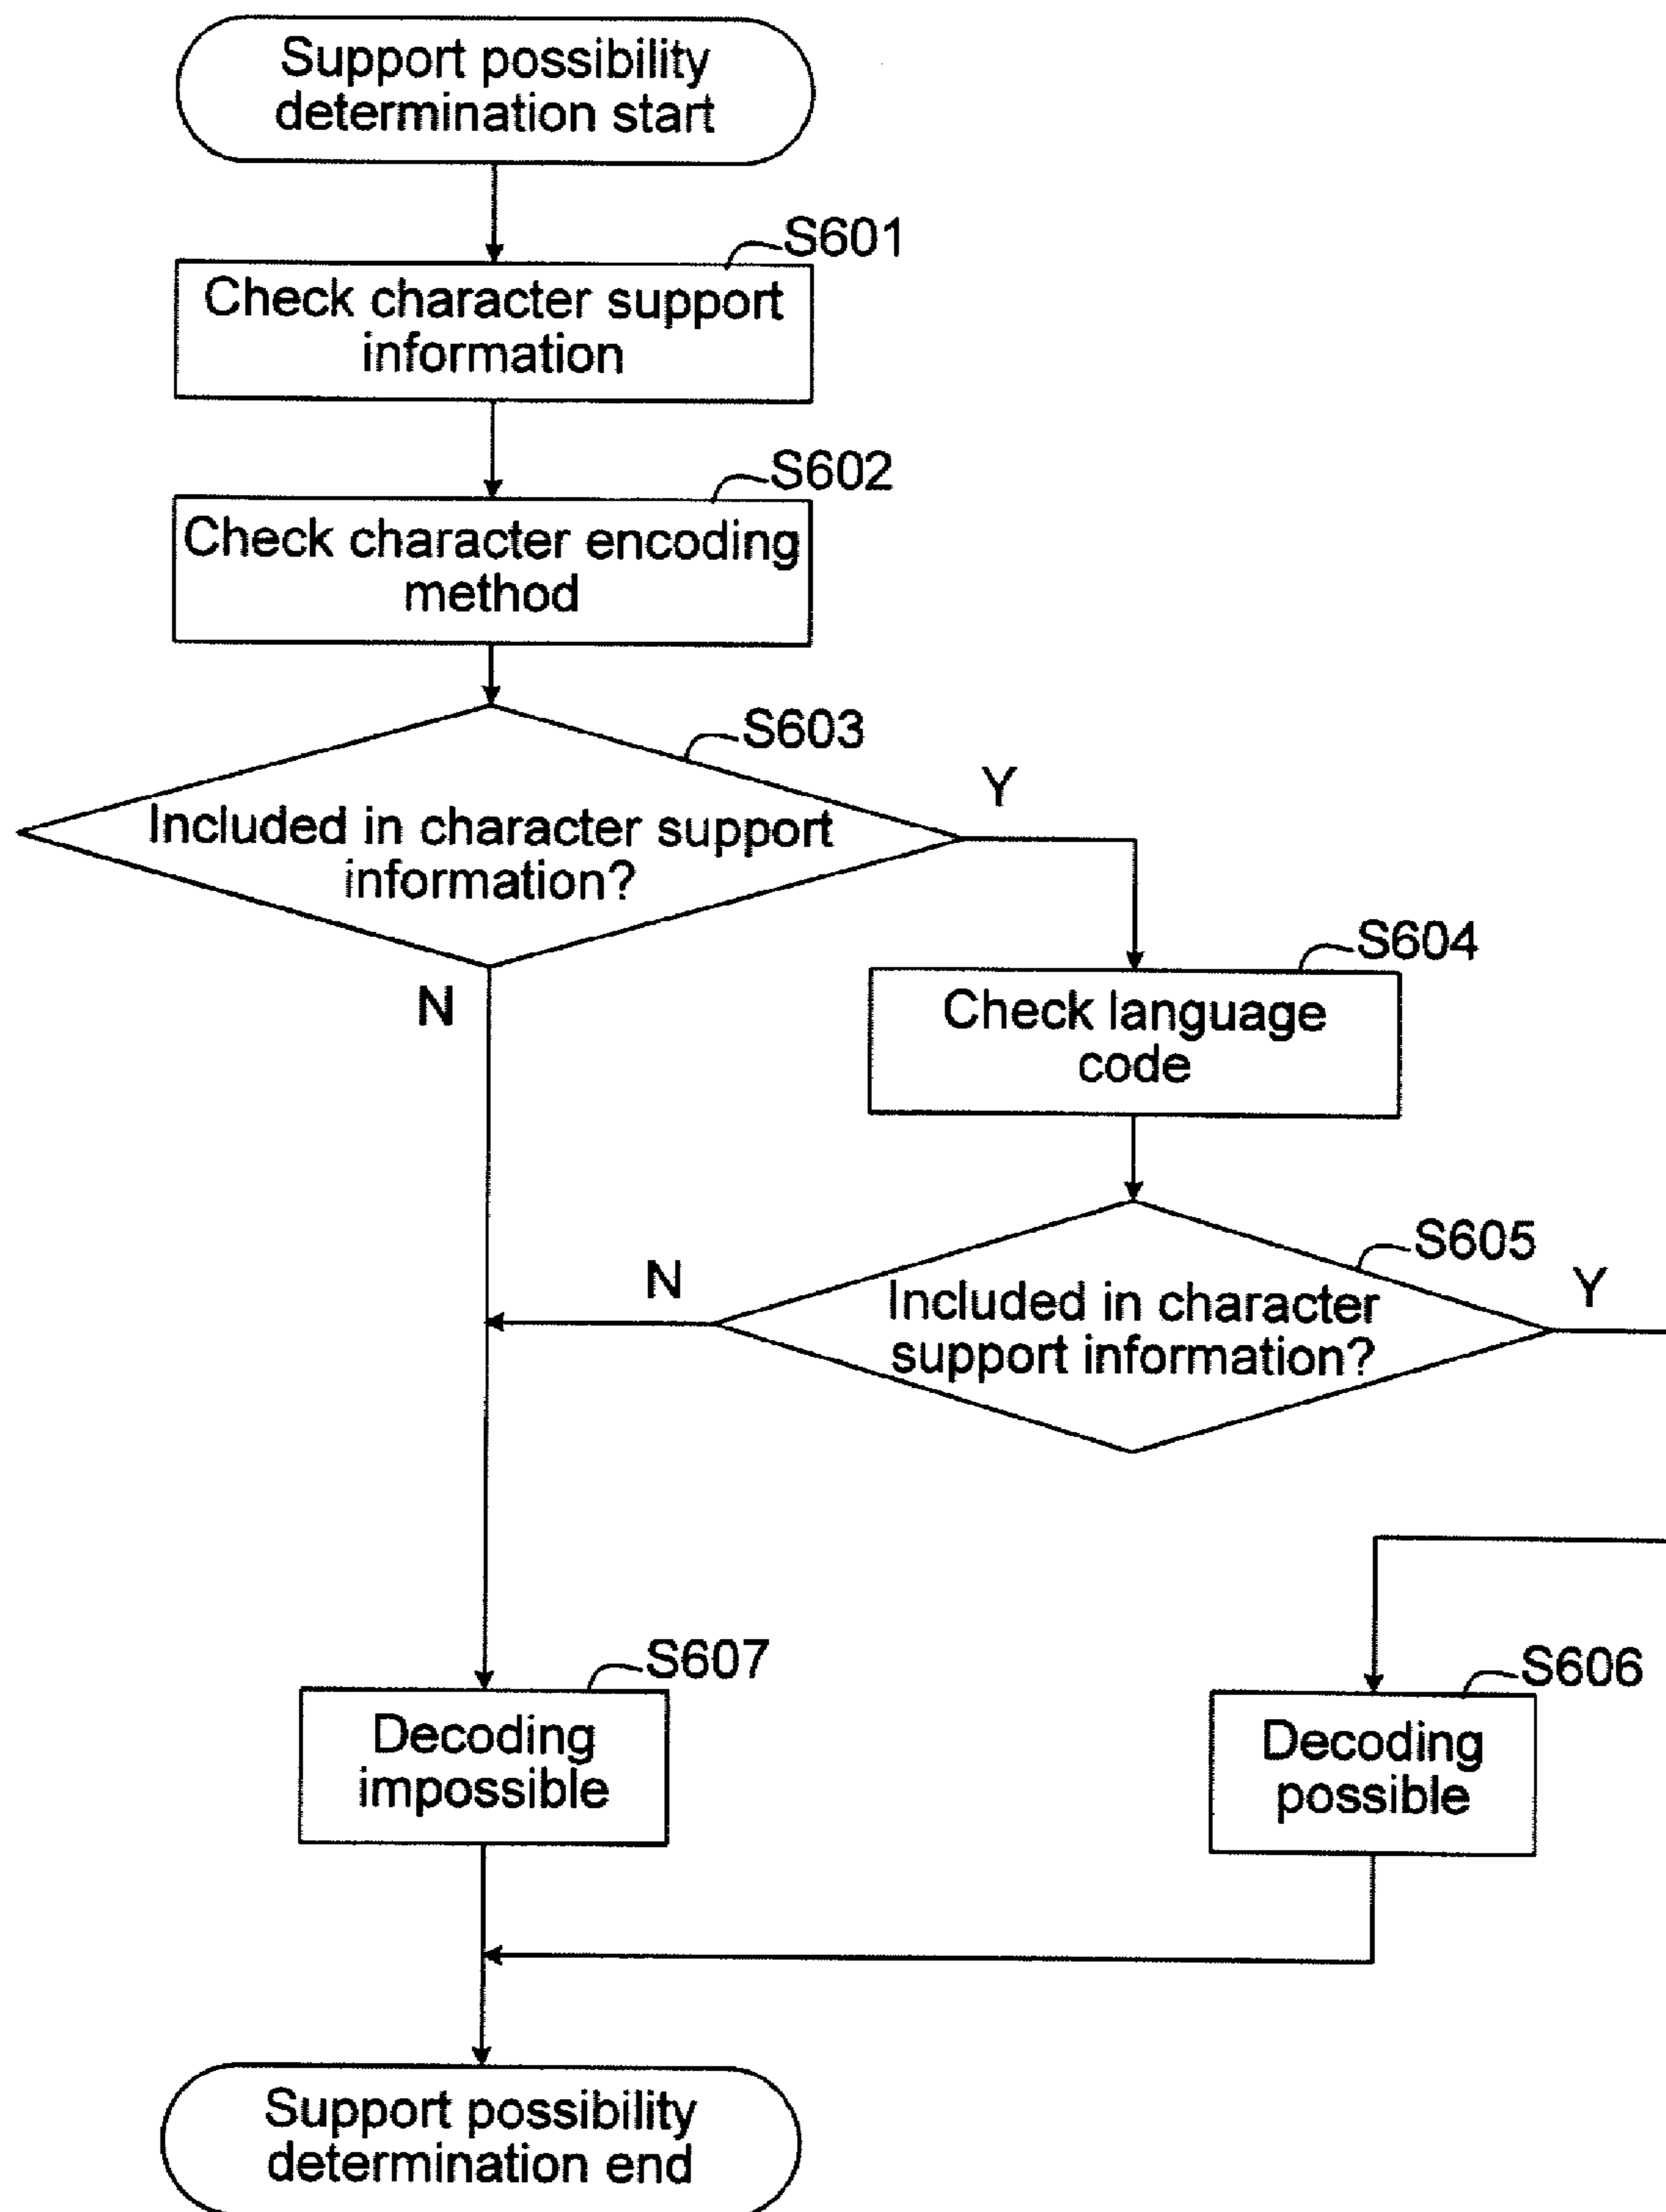 Support possibility
determination start
S601
Check character support
information
S602
Check character encoding
method
S603
Y
Included in character support
information?
N
S604
Check language
code
S605
N
Y
Included in character
support information?
S607
Decoding
impossible
S606
Decoding
possible
Support possibility
determination end